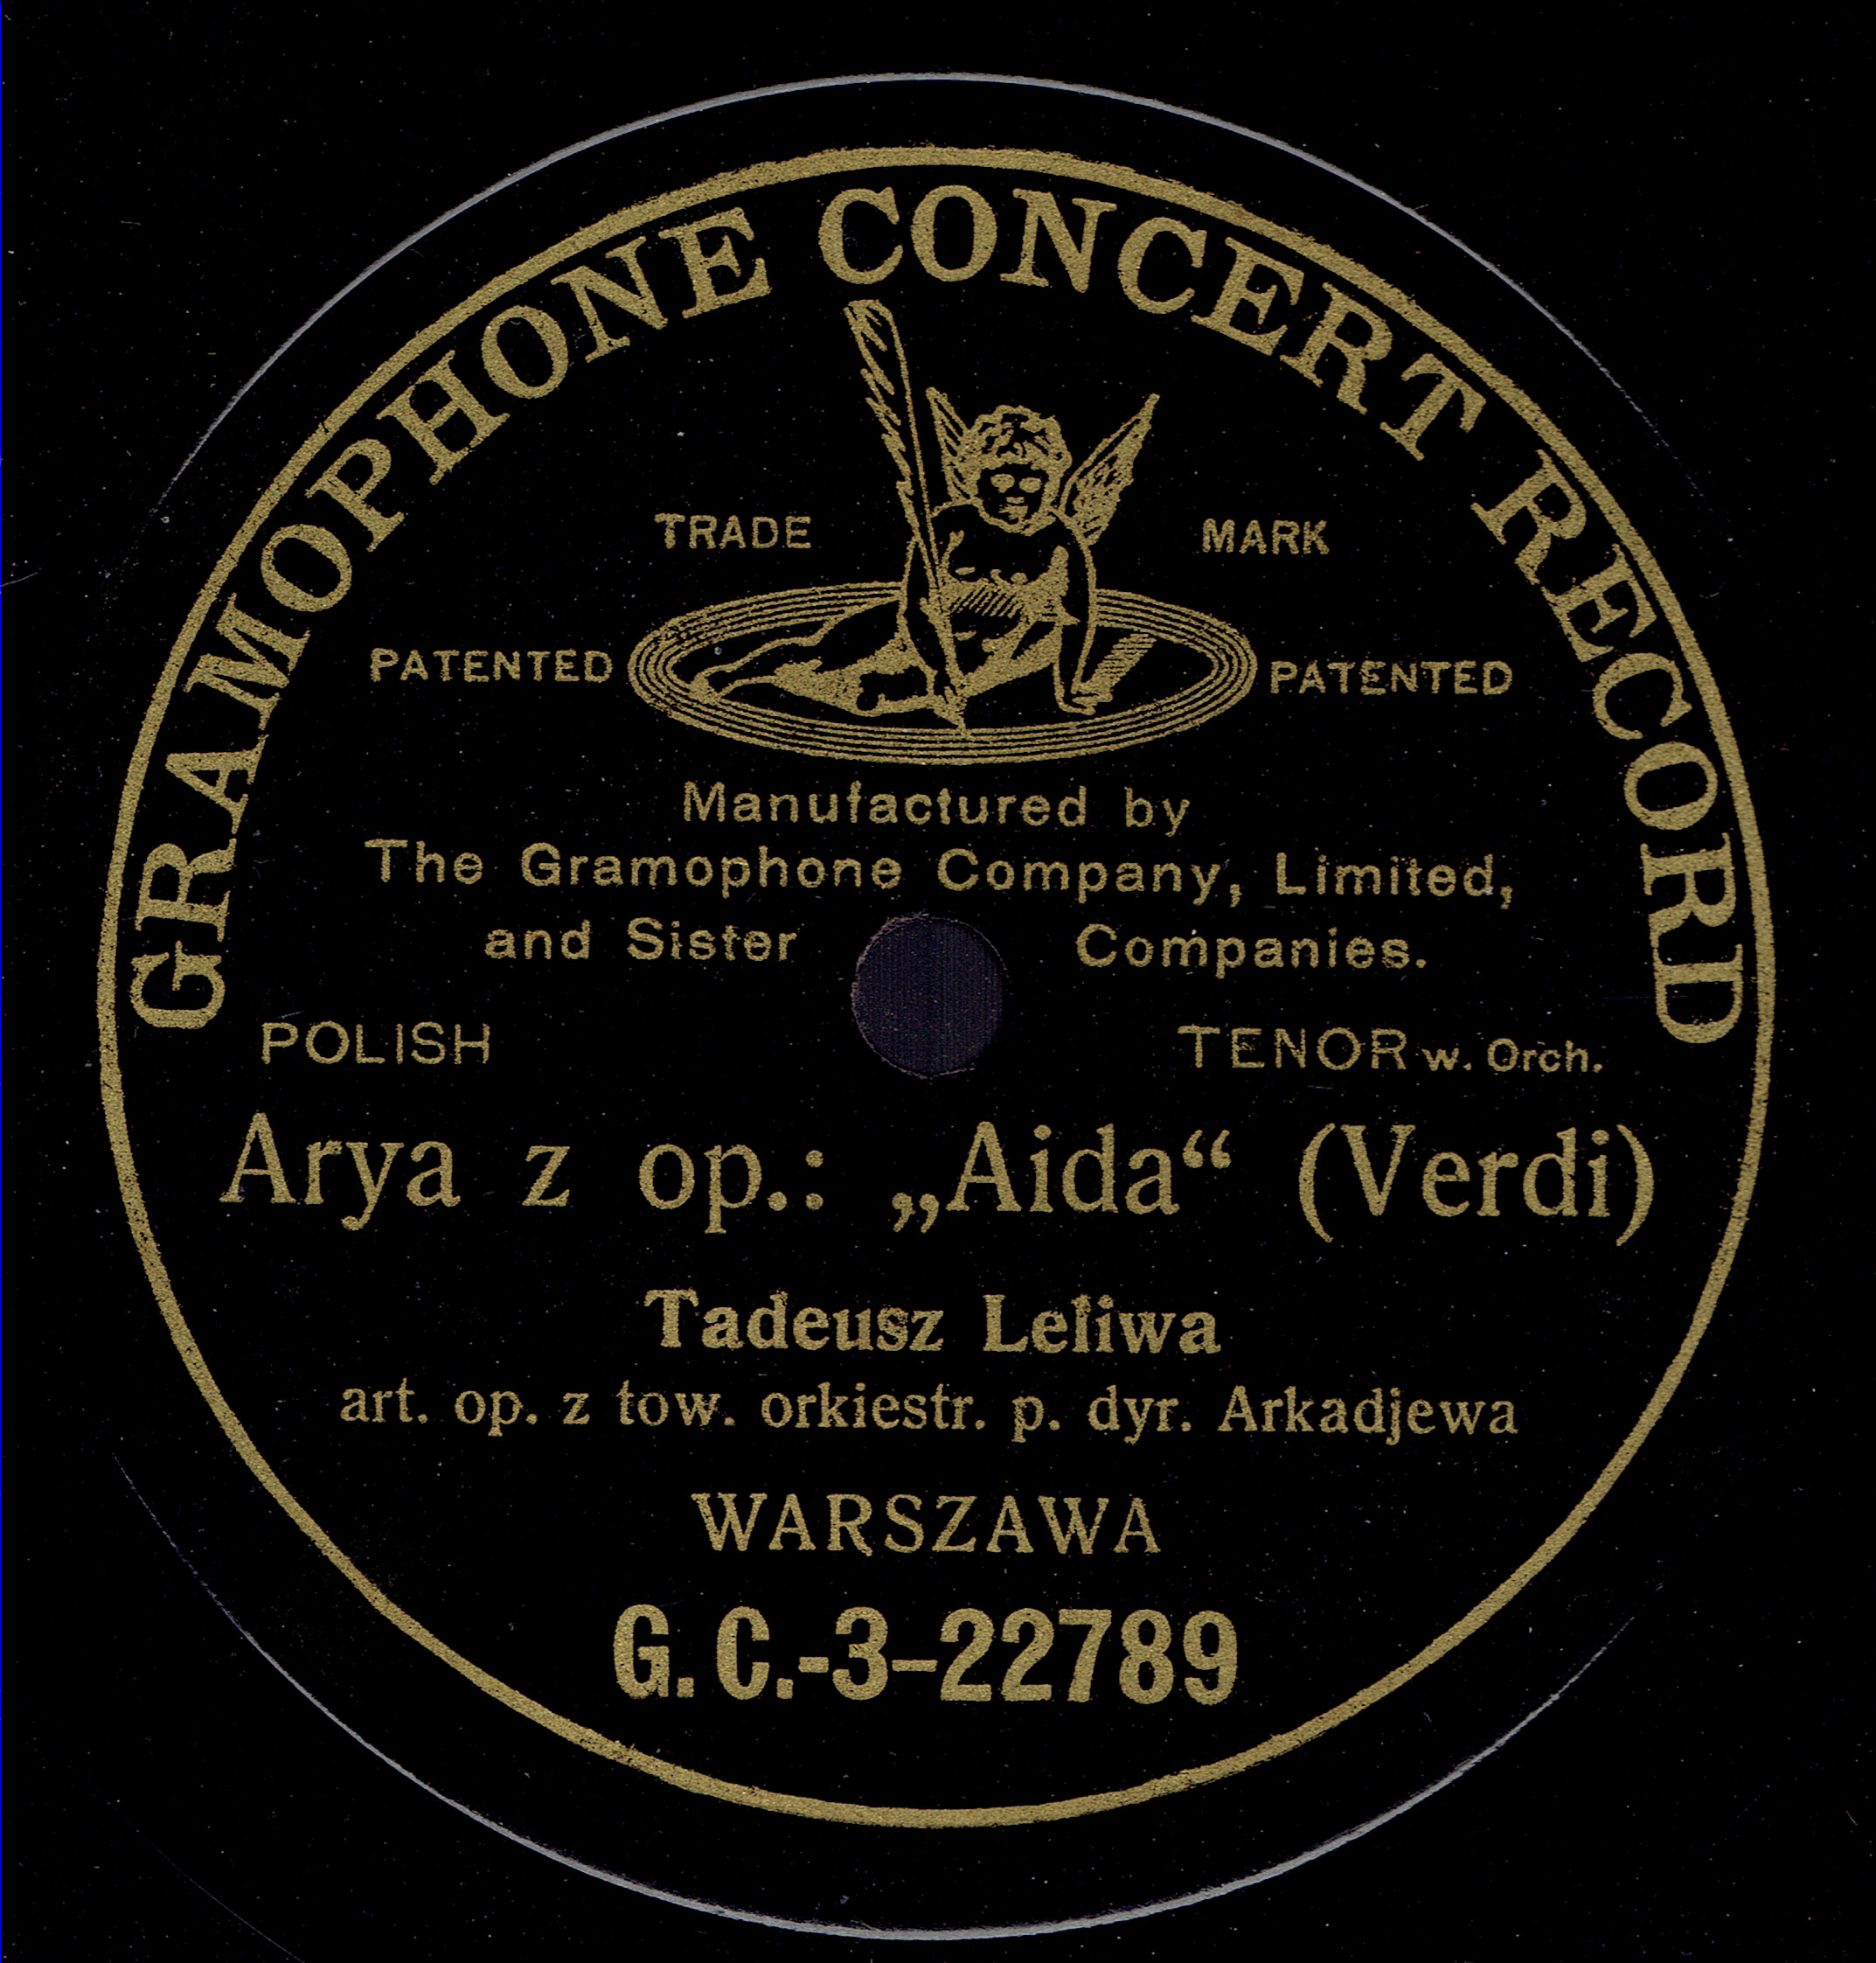 GRAMOPHONE CONCERT RECORD
TRADE MARK
PATENTED PATENTED
Manufactured by
The Gramophone Company, Limited,
and Sister Companies.
POLISH TENOR w. Orch.
Arya z op.: „Aida“ (Verdi)
Tadeusz Leliwa
art. op. z tow. orkiestr. p. dyr. Arkadjewa
WARSZAWA
G.C.-3-22789